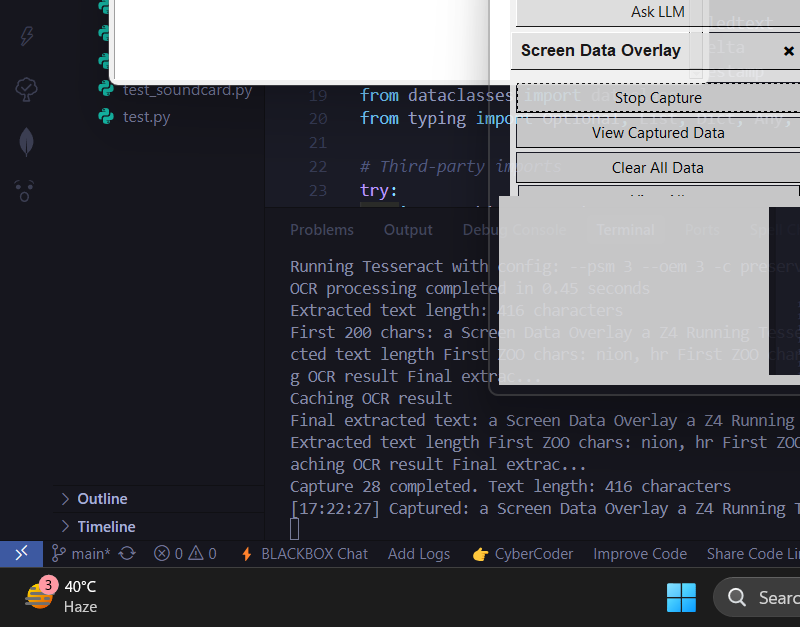 Ask LLM
Screen Data Overlay ×
Stop Capture
View Captured Data
Clear All Data
test_soundcard.py
test.py
19 from dataclasses import
20 from typing import Optional, List, Dict, Any,
21
22 # Third-party imports
23 try:
Problems Output Debug Console Terminal Ports
Running Tesseract with config: --psm 3 --oem 3 -c preserv
OCR processing completed in 0.45 seconds
Extracted text length: 416 characters
First 200 chars: a Screen Data Overlay a Z4 Running Tesse
cted text length First ZOO chars: nion, hr First ZOO char
g OCR result Final extrac...
Caching OCR result
Final extracted text: a Screen Data Overlay a Z4 Running
Extracted text length First ZOO chars: nion, hr First ZOO
aching OCR result Final extrac...
Capture 28 completed. Text length: 416 characters
[17:22:27] Captured: a Screen Data Overlay a Z4 Running T
Outline
Timeline
main* 0 0 BLACKBOX Chat Add Logs CyberCoder Improve Code Share Code Lin
3 40°C
Haze
Searc